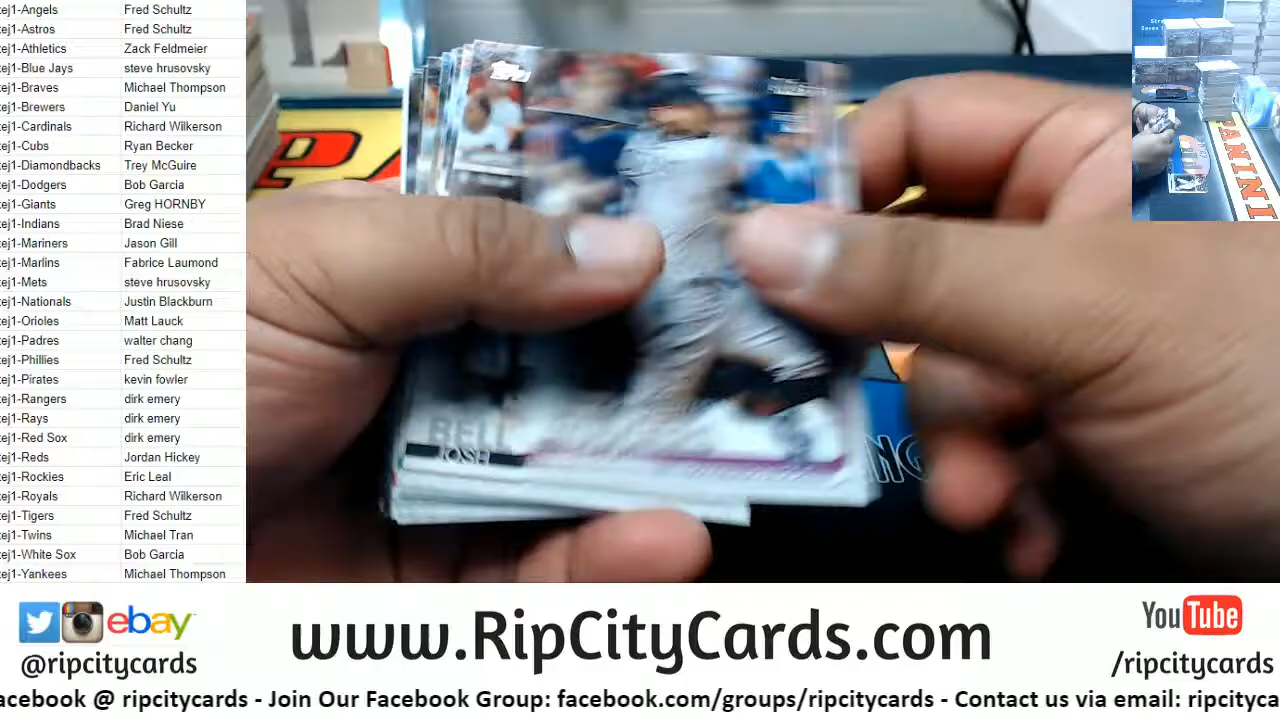 ej1-Angels Fred Schultz
ej1-Astros Fred Schultz
ej1-Athletics Zack Feldmeier
ej1-Blue Jays steve hrusovsky
ej1-Braves Michael Thompson
ej1-Brewers Daniel Yu
ej1-Cardinals Richard Wilkerson
ej1-Cubs Ryan Becker
ej1-Diamondbacks Trey McGuire
ej1-Dodgers Bob Garcia
ej1-Giants Greg HORNBY
ej1-Indians Brad Niese
ej1-Mariners Jason Gill
ej1-Marlins Fabrice Laumond
ej1-Mets steve hrusovsky
ej1-Nationals Justin Blackburn
ej1-Orioles Matt Lauck
ej1-Padres walter chang
ej1-Phillies Fred Schultz
ej1-Pirates kevin fowler
ej1-Rangers dirk emery
ej1-Rays dirk emery
ej1-Red Sox dirk emery
ej1-Reds Jordan Hickey
ej1-Rockies Eric Leal
ej1-Royals Richard Wilkerson
ej1-Tigers Fred Schultz
ej1-Twins Michael Tran
ej1-White Sox Bob Garcia
ej1-Yankees Michael Thompson
BELL
JOSH
PANINI
ebay
@ripcitycards
www.RipCityCards.com
YouTube
/ripcitycards
acebook @ ripcitycards - Join Our Facebook Group: facebook.com/groups/ripcitycards - Contact us via email: ripcityca